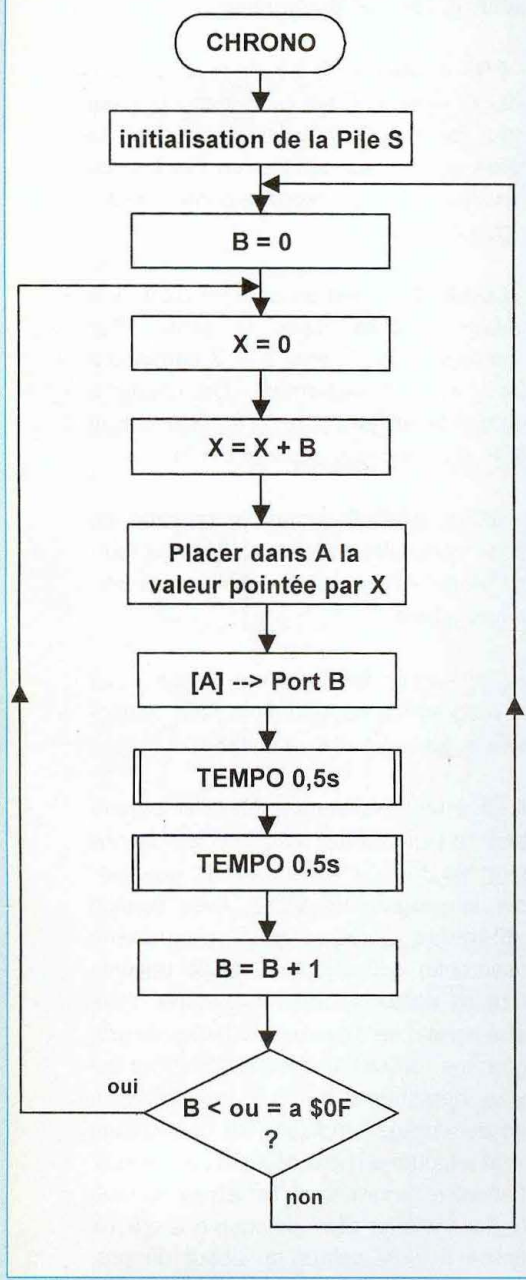 CHRONO
initialisation de la Pile S
B = 0
X = 0
X = X + B
Placer dans A la
valeur pointée par X
[A] --> Port B
TEMPO 0,5s
TEMPO 0,5s
B = B + 1
oui
B < ou = a $0F
?
non